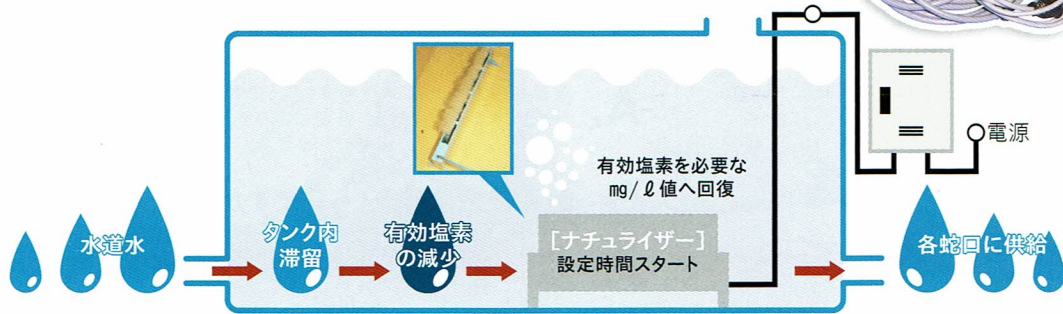 水道水
タンク内
滞留
有効塩素
の減少
有効塩素を必要な
mg/ℓ値へ回復
[ナチュライザー]
設定時間スタート
電源
各蛇口に供給